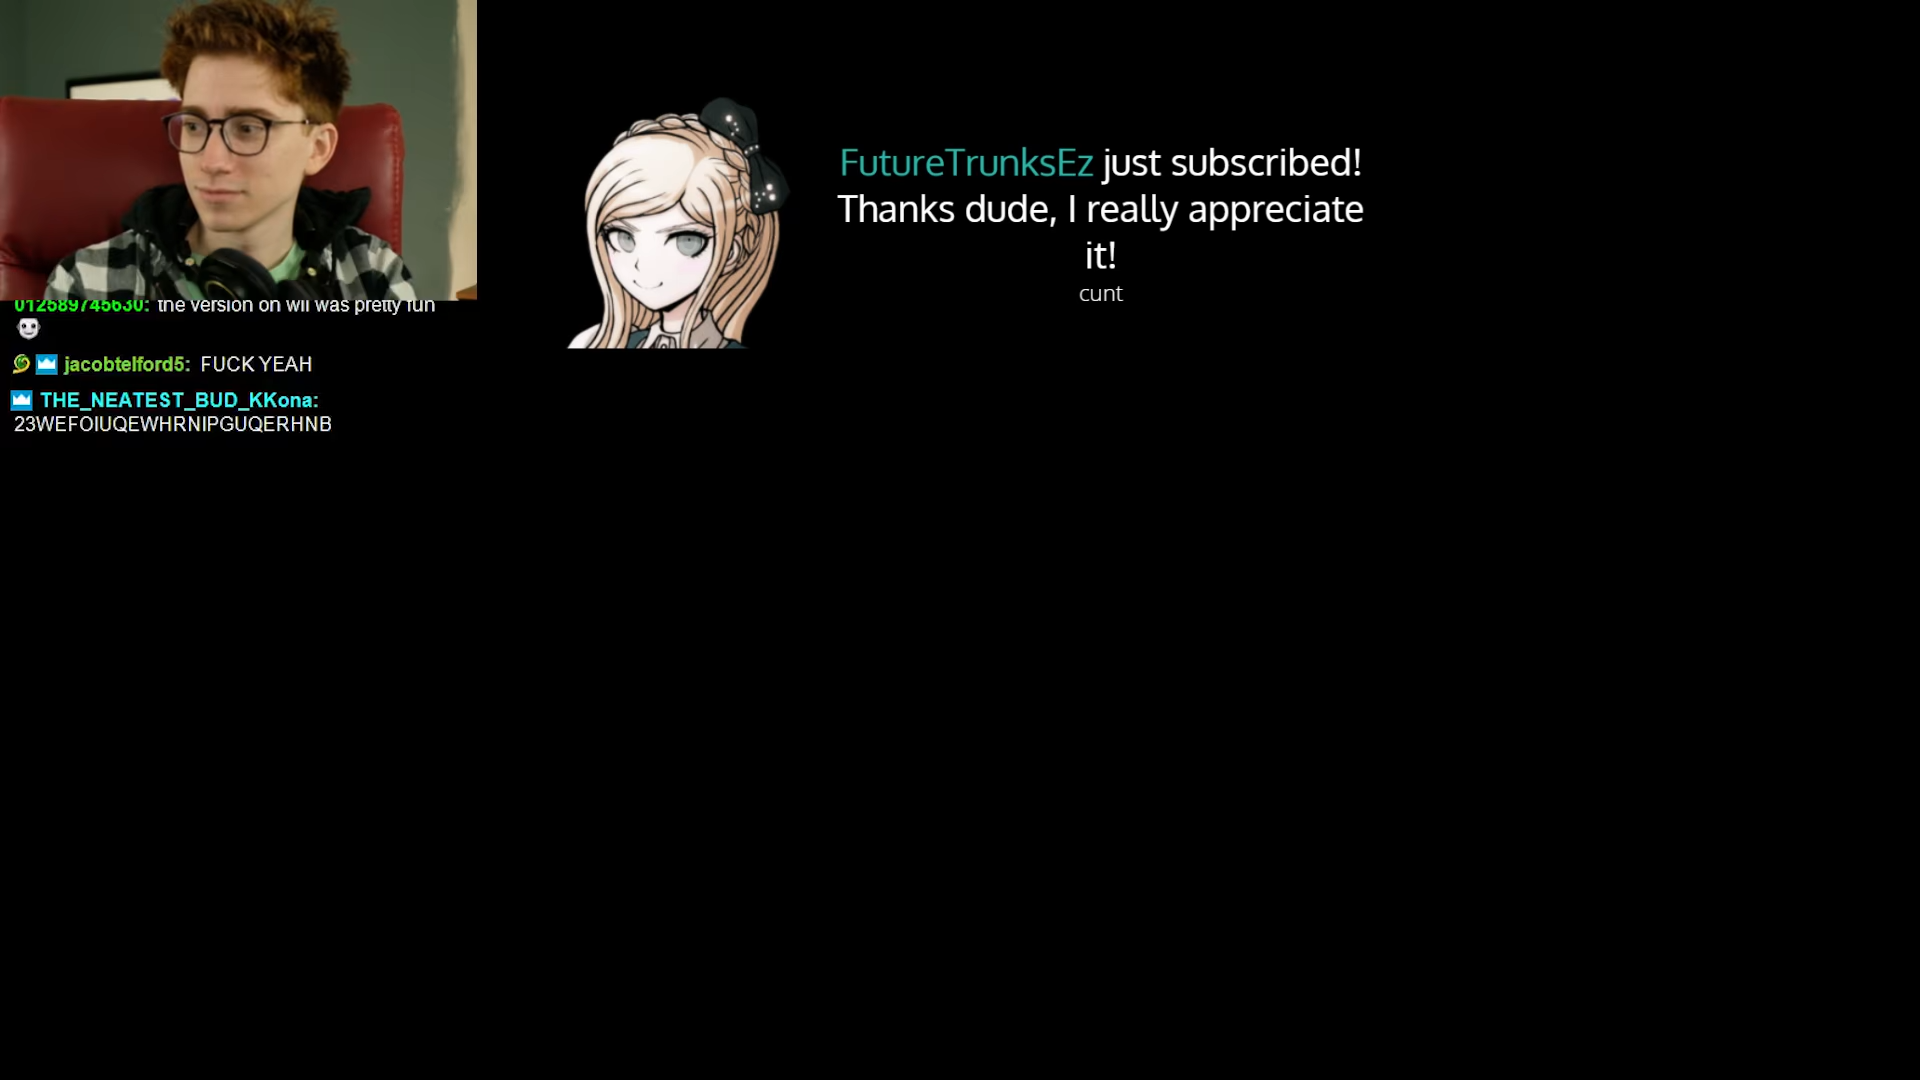 FutureTrunksEz just subscribed!
Thanks dude, I really appreciate
it!
cunt
012589745630: the version on wii was pretty fun
jacobtelford5: FUCK YEAH
THE_NEATEST_BUD_KKona:
23WEFOIUQEWHRNIPGUQERHNB